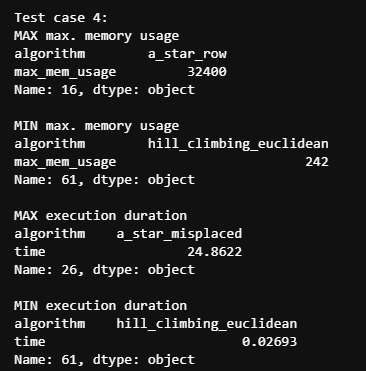 Test case 4:
MAX max. memory usage
algorithm        a_star_row
max_mem_usage         32400
Name: 16, dtype: object

MIN max. memory usage
algorithm        hill_climbing_euclidean
max_mem_usage                        242
Name: 61, dtype: object

MAX execution duration
algorithm    a_star_misplaced
time                  24.8622
Name: 26, dtype: object

MIN execution duration
algorithm    hill_climbing_euclidean
time                         0.02693
Name: 61, dtype: object